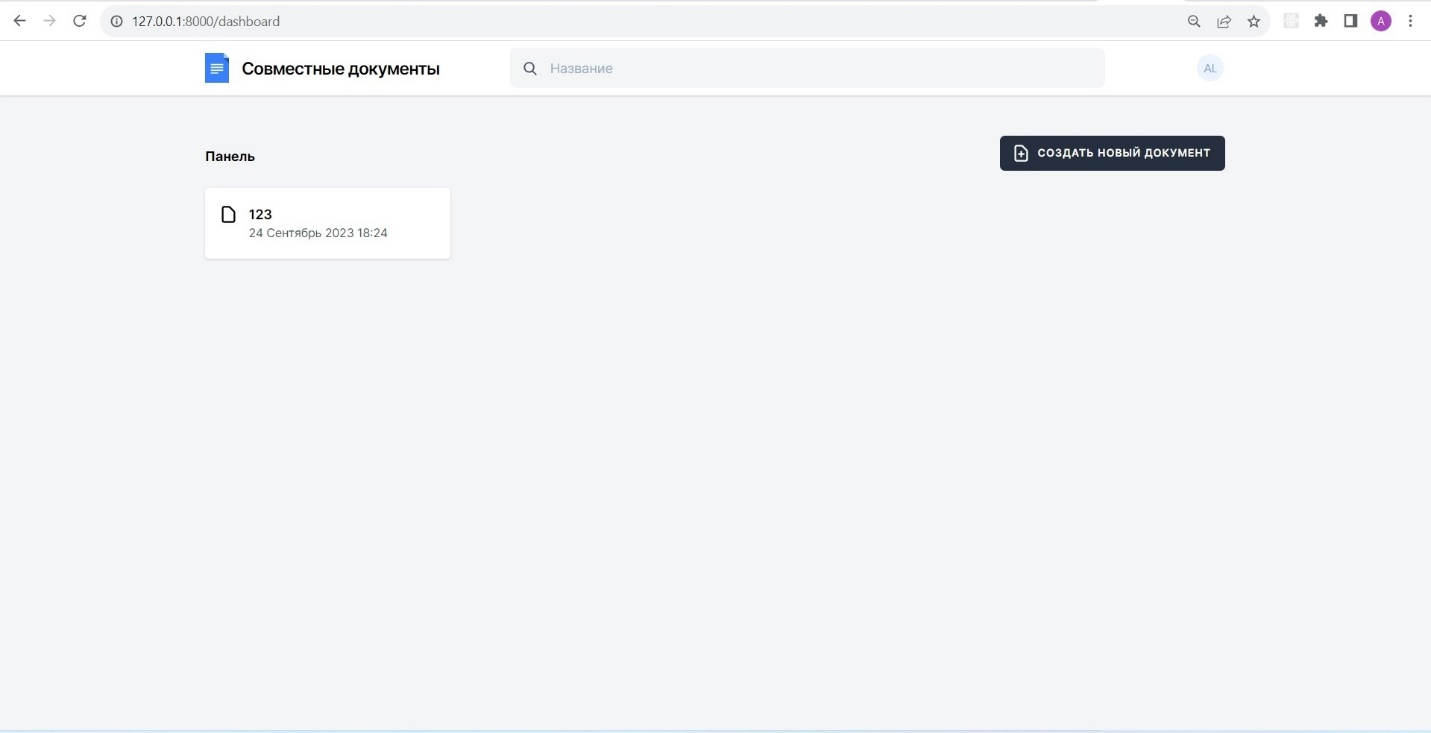 127.0.0.1:8000/dashboard
A
Совместные документы
Название
AL
Панель
СОЗДАТЬ НОВЫЙ ДОКУМЕНТ
123
24 Сентябрь 2023 18:24